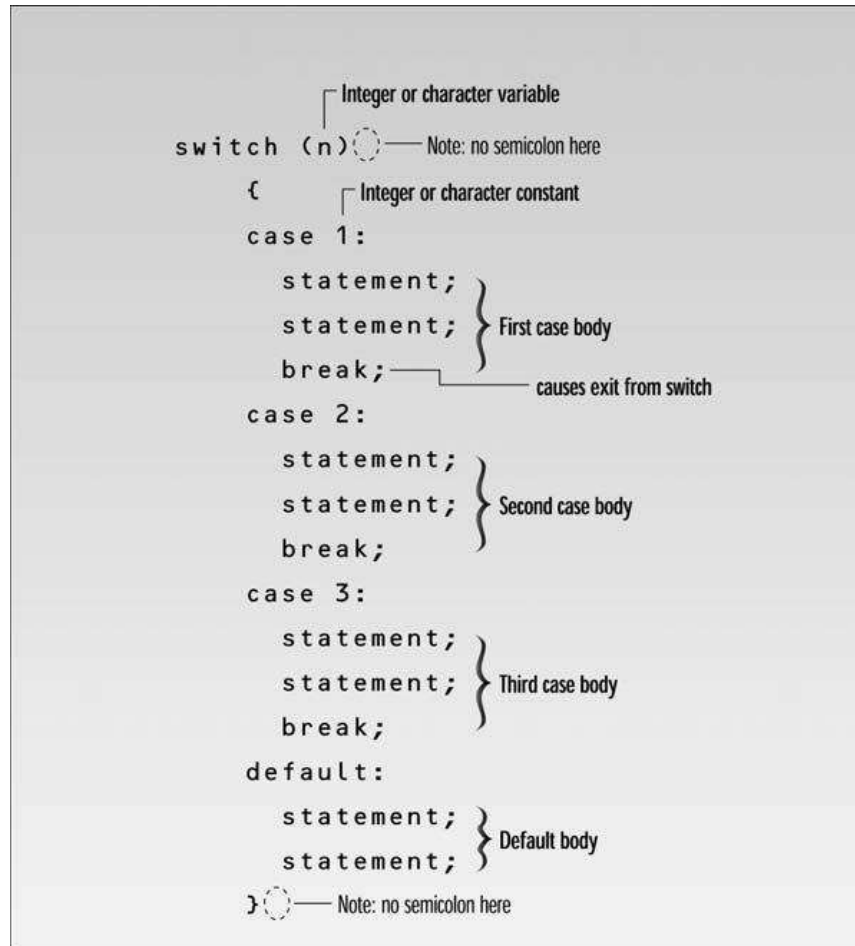 Integer or character variable
switch (n) Note: no semicolon here
{ Integer or character constant
case 1:
statement;
statement; First case body
break; causes exit from switch
case 2:
statement;
statement; Second case body
break;
case 3:
statement;
statement; Third case body
break;
default:
statement;
statement; Default body
} Note: no semicolon here